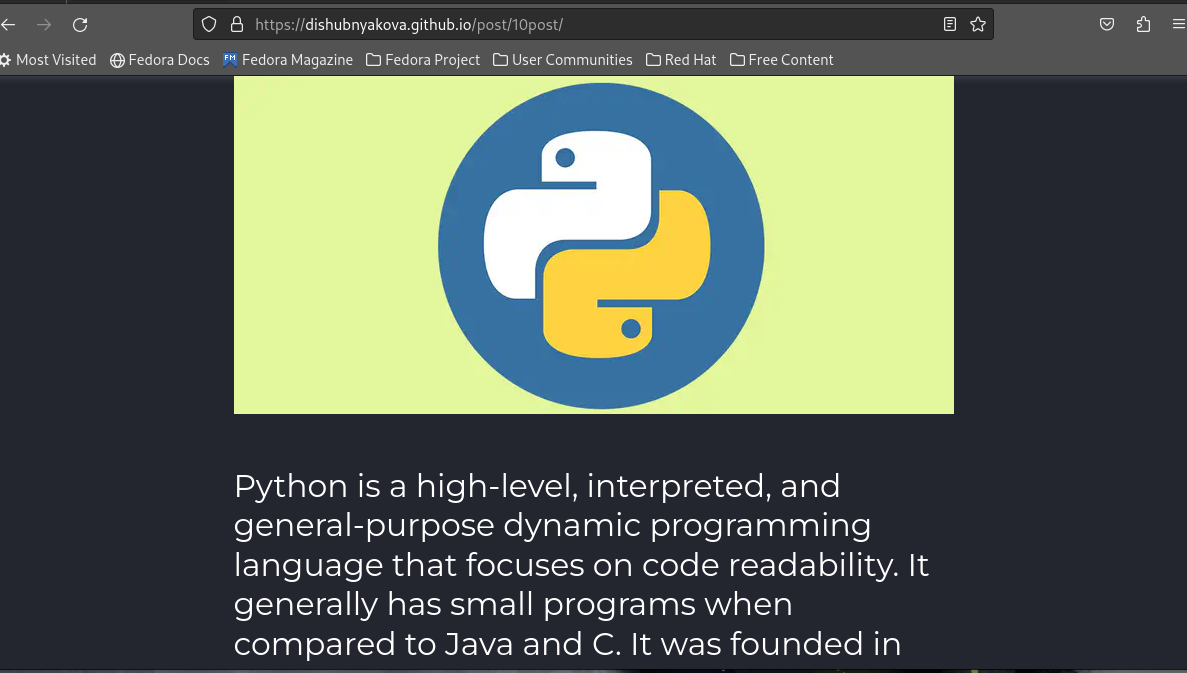 https://dishubnyakova.github.io/post/10post/
Most Visited Fedora Docs FM Fedora Magazine Fedora Project User Communities Red Hat Free Content
Python is a high-level, interpreted, and
general-purpose dynamic programming
language that focuses on code readability. It
generally has small programs when
compared to Java and C. It was founded in